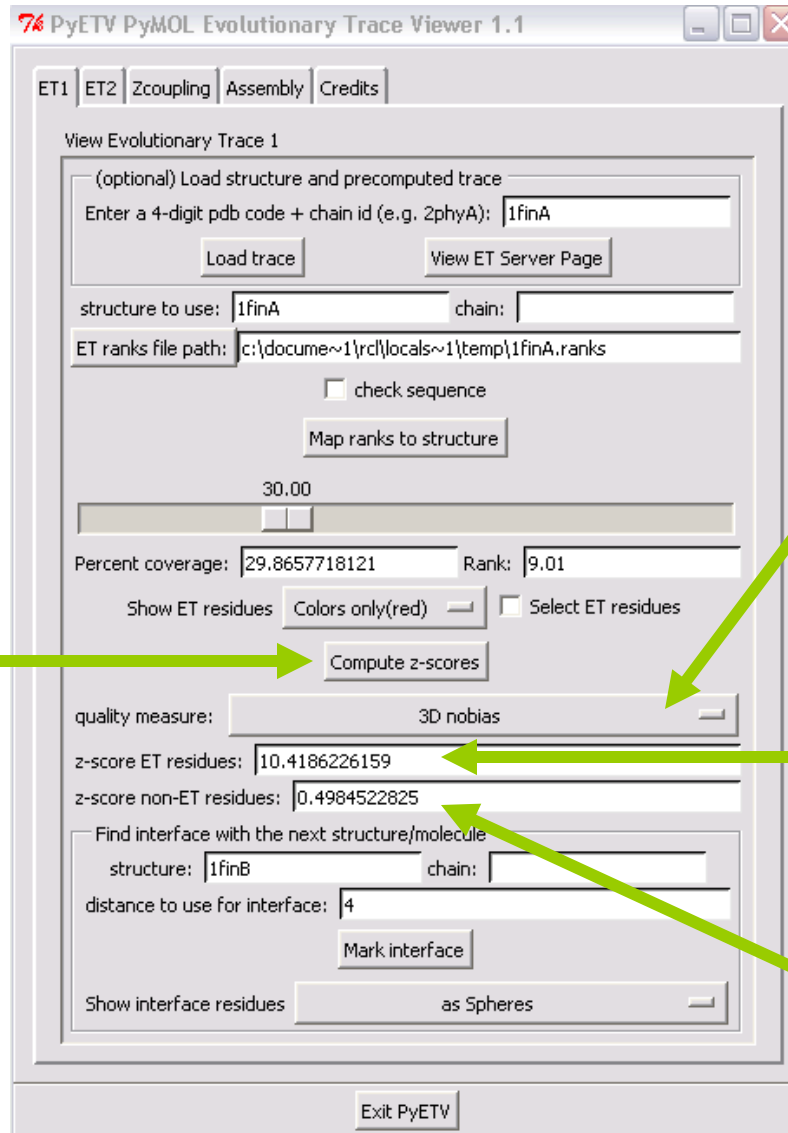 PyETV PyMOL Evolutionary Trace Viewer 1.1
ET1 ET2 Zcoupling Assembly Credits
View Evolutionary Trace 1
(optional) Load structure and precomputed trace
Enter a 4-digit pdb code + chain id (e.g. 2phyA): 1finA
Load trace View ET Server Page
structure to use: 1finA chain:
ET ranks file path: c:\docume~1\rcl\locals~1\temp\1finA.ranks
check sequence
Map ranks to structure
30.00
Percent coverage: 29.8657718121 Rank: 9.01
Show ET residues Colors only(red) Select ET residues
Compute z-scores
quality measure: 3D nobias
z-score ET residues: 10.4186226159
z-score non-ET residues: 0.4984522825
Find interface with the next structure/molecule
structure: 1finB chain:
distance to use for interface: 4
Mark interface
Show interface residues as Spheres
Exit PyETV